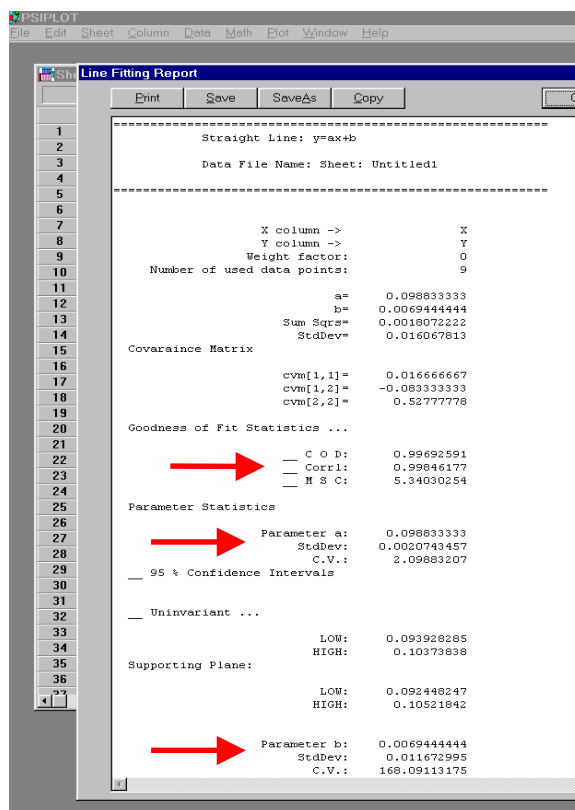 PSIPLOT
File Edit Sheet Column Data Math Plot Window Help
Line Fitting Report
Print Save SaveAs Copy
1
2
3
4
5
6
7
8
9
10
11
12
13
14
15
16
17
18
19
20
21
22
23
24
25
26
27
28
29
30
31
32
33
34
35
36
==========================================================
Straight Line: y=ax+b
Data File Name: Sheet: Untitled1
==========================================================
X column -> X
Y column -> Y
Weight factor: 0
Number of used data points: 9
a= 0.098833333
b= 0.0069444444
Sum Sqrs= 0.0018072222
StdDev= 0.016067813
Covaraince Matrix
cvm[1,1]= 0.016666667
cvm[1,2]= -0.083333333
cvm[2,2]= 0.52777778
Goodness of Fit Statistics ...
__ C O D: 0.99692591
__ Corrl: 0.99846177
__ M S C: 5.34030254
Parameter Statistics
Parameter a: 0.098833333
StdDev: 0.0020743457
C.V.: 2.09883207
__ 95 % Confidence Intervals
__ Uninvariant ...
LOW: 0.093928285
HIGH: 0.10373838
Supporting Plane:
LOW: 0.092448247
HIGH: 0.10521842
Parameter b: 0.0069444444
StdDev: 0.011672995
C.V.: 168.09113175